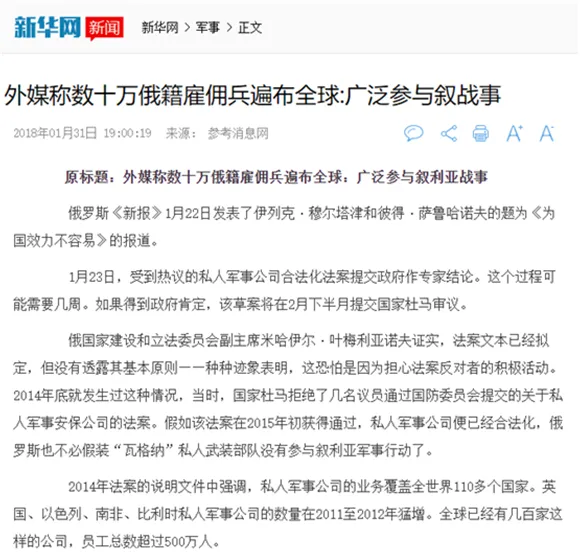 新华网 新闻 新华网 > 军事 > 正文
外媒称数十万俄籍雇佣兵遍布全球:广泛参与叙战事
2018年01月31日 19:00:19 来源: 参考消息网 A+ A-
原标题：外媒称数十万俄籍雇佣兵遍布全球：广泛参与叙利亚战事
俄罗斯《新报》1月22日发表了伊列克·穆尔塔津和彼得·萨鲁哈诺夫的题为《为
国效力不容易》的报道。
1月23日，受到热议的私人军事公司合法化法案提交政府作专家结论。这个过程可
能需要几周。如果得到政府肯定，该草案将在2月下半月提交国家杜马审议。
俄国家建设和立法委员会副主席米哈伊尔·叶梅利亚诺夫证实，法案文本已经拟
定，但没有透露其基本原则——种种迹象表明，这恐怕是因为担心法案反对者的积极活动。
2014年底就发生过这种情况，当时，国家杜马拒绝了几名议员通过国防委员会提交的关于私
人军事安保公司的法案。假如该法案在2015年初获得通过，私人军事公司便已经合法化，俄
罗斯也不必假装“瓦格纳”私人武装部队没有参与叙利亚军事行动了。
2014年法案的说明文件中强调，私人军事公司的业务覆盖全世界110多个国家。英
国、以色列、南非、比利时私人军事公司的数量在2011至2012年猛增。全球已经有几百家这
样的公司，员工总数超过500万人。